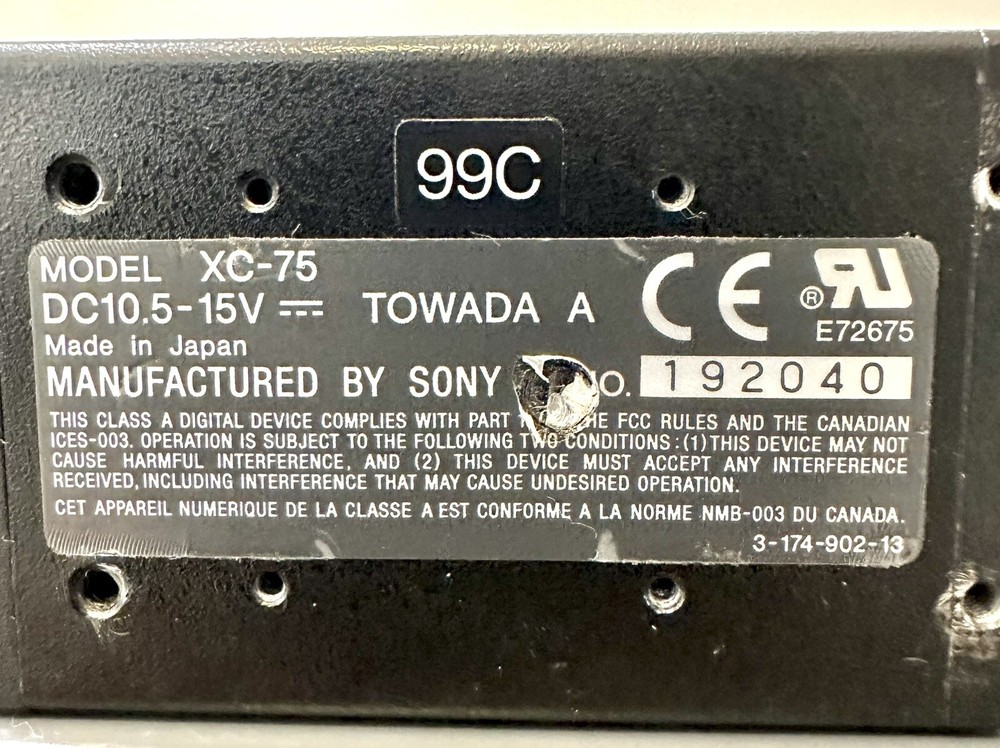 99C
MODEL XC-75
DC10.5-15V ⎓ TOWADA A
CE
® RU
E72675
Made in Japan
MANUFACTURED BY SONY NO. 192040
THIS CLASS A DIGITAL DEVICE COMPLIES WITH PART THE FCC RULES AND THE CANADIAN
ICES-003. OPERATION IS SUBJECT TO THE FOLLOWING TWO CONDITIONS:(1)THIS DEVICE MAY NOT
CAUSE HARMFUL INTERFERENCE, AND (2) THIS DEVICE MUST ACCEPT ANY INTERFERENCE
RECEIVED, INCLUDING INTERFERENCE THAT MAY CAUSE UNDESIRED OPERATION.
CET APPAREIL NUMERIQUE DE LA CLASSE A EST CONFORME A LA NORME NMB-003 DU CANADA.
3-174-902-13